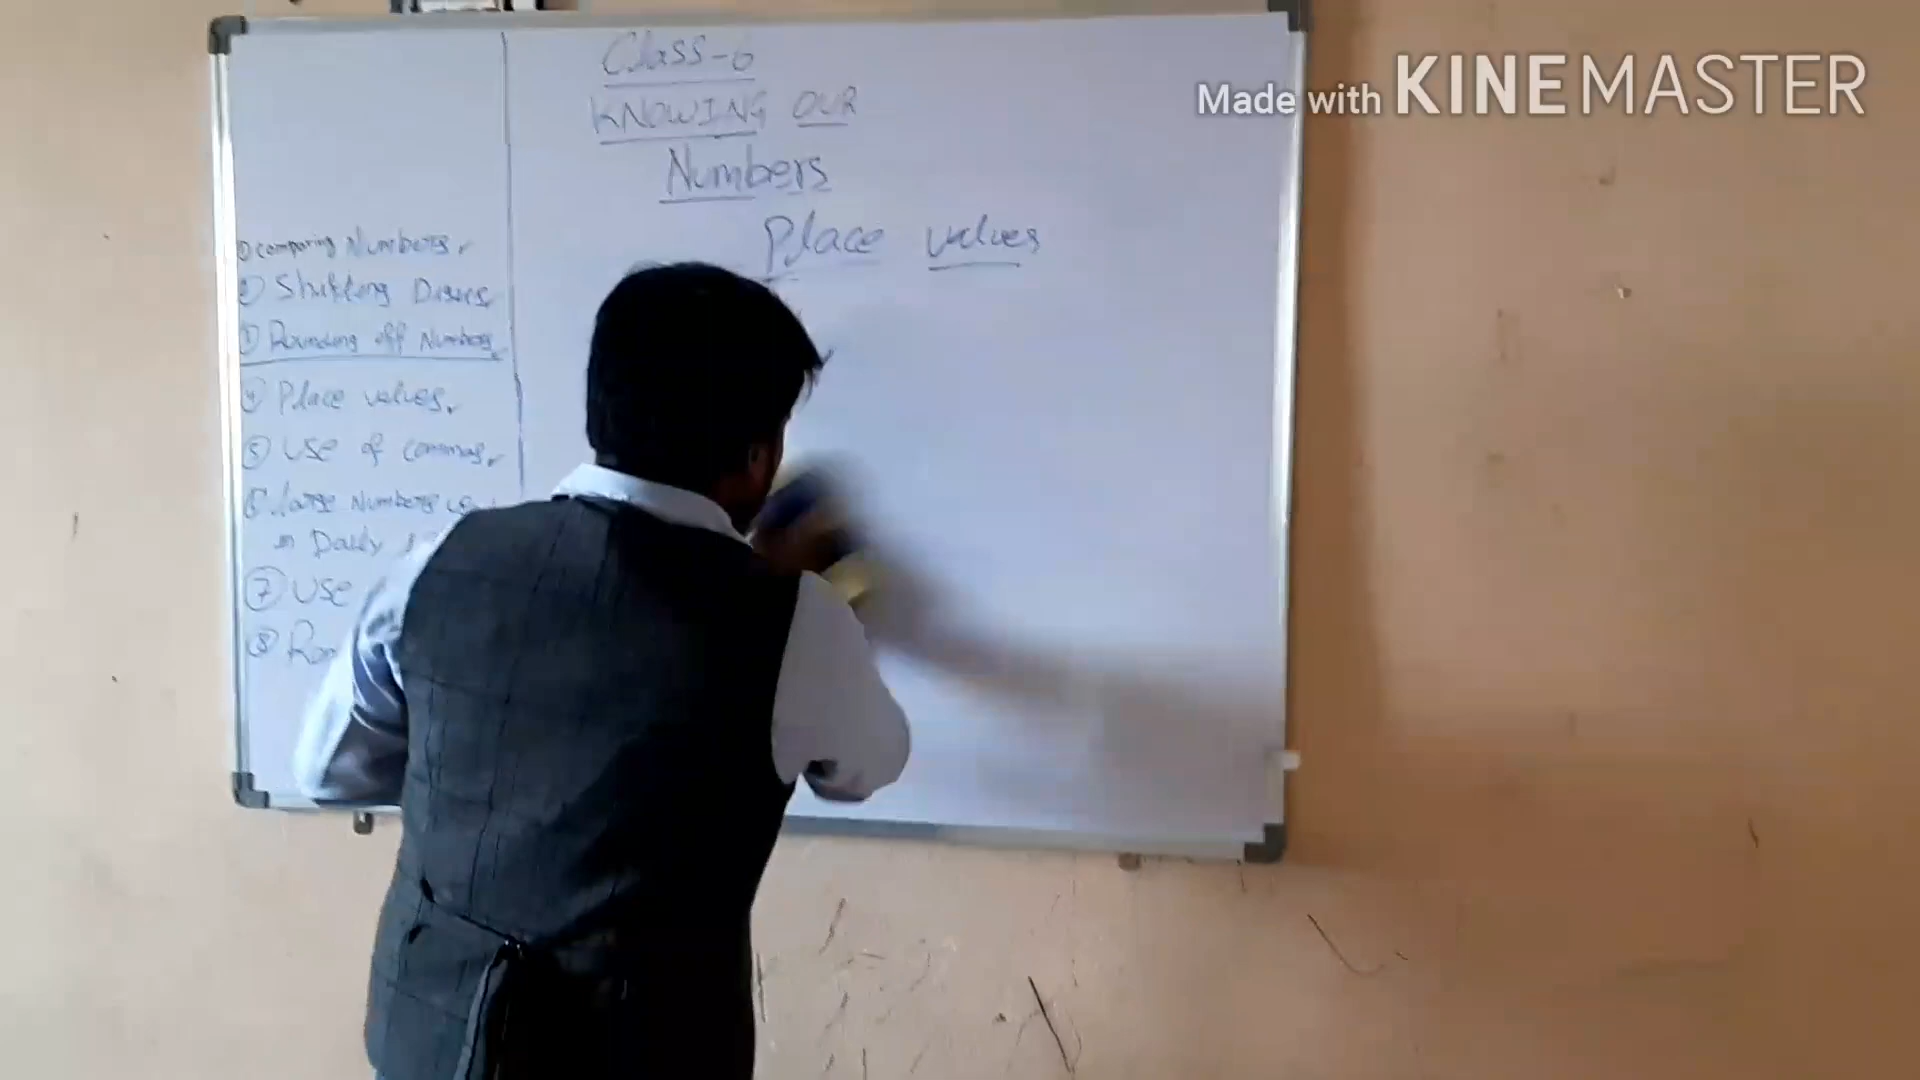 Class-6
KNOWING OUR
Numbers
Place values
① comparing Numbers
② Shifting Digits
③ Rounding off Numbers
④ Place values
⑤ Use of commas
⑥ large Numbers
in Daily
⑦ Use
⑧
Made with KINEMASTER